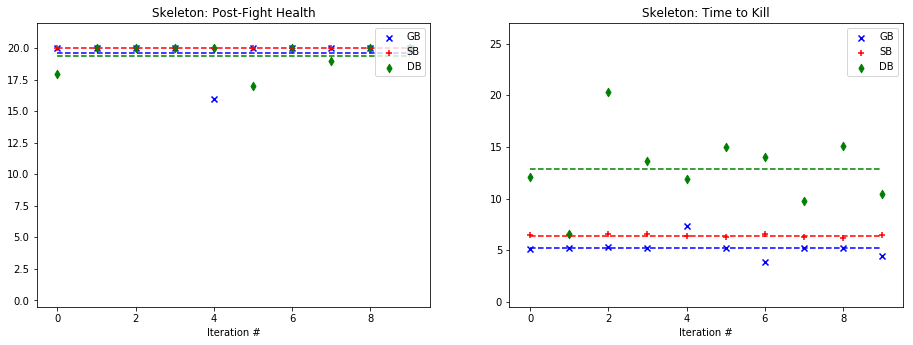 Skeleton: Post-Fight Health
20.0
17.5
15.0
12.5
10.0
7.5
5.0
2.5
0.0
0 2 4 6 8
Iteration #
GB
SB
DB
Skeleton: Time to Kill
25
20
15
10
5
0
0 2 4 6 8
Iteration #
GB
SB
DB